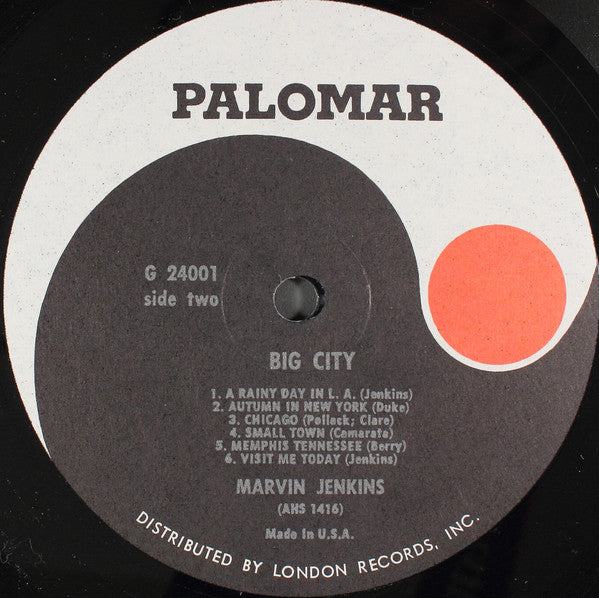 PALOMAR
G 24001
side two
BIG CITY
1. A RAINY DAY IN L. A. (Jenkins)
2. AUTUMN IN NEW YORK (Duke)
3. CHICAGO (Pollack; Clare)
4. SMALL TOWN (Camarata)
5. MEMPHIS TENNESSEE (Berry)
6. VISIT ME TODAY (Jenkins)
MARVIN JENKINS
(AHS 1416)
Made in U.S.A.
DISTRIBUTED BY LONDON RECORDS, INC.